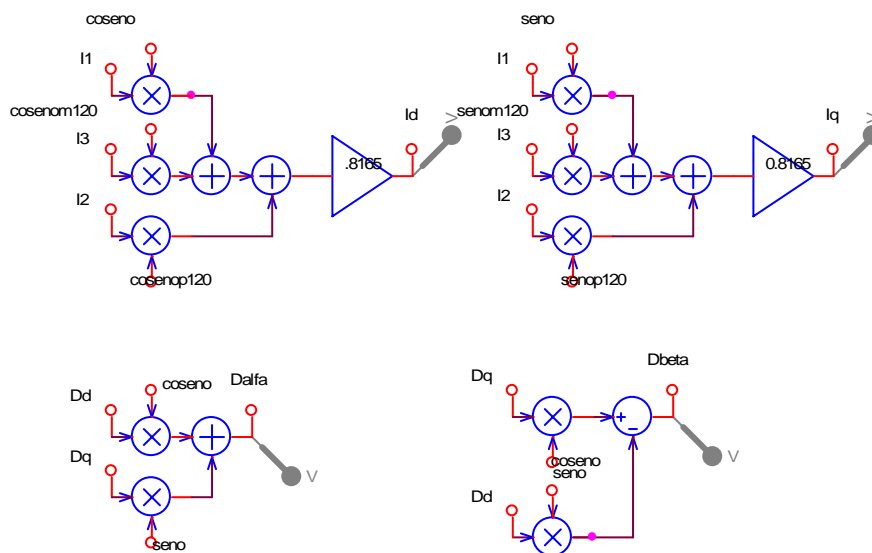 coseno
seno
I1
I1
cosenom120
Id
V
senom120
Iq
V
I3
.8165
I3
0.8165
I2
I2
cosenop120
senop120
Dd
coseno
Dalfa
Dq
Dbeta
Dq
V
V
coseno
seno
Dd
seno